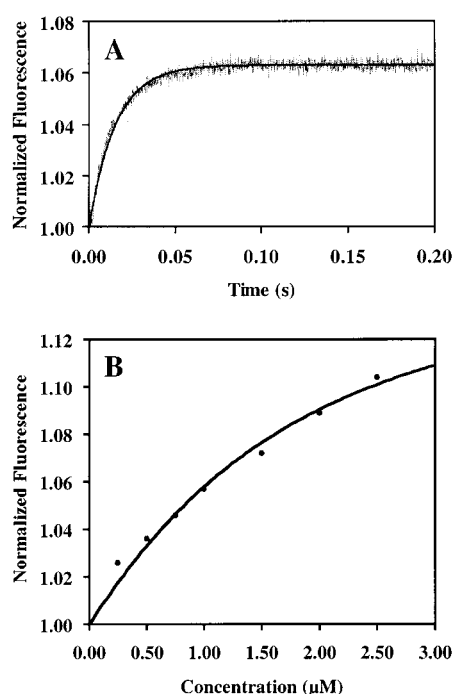 A
Normalized Fluorescence
1.08
1.06
1.04
1.02
1.00
0.00 0.05 0.10 0.15 0.20
Time (s)
B
Normalized Fluorescence
1.12
1.10
1.08
1.06
1.04
1.02
1.00
0.00 0.50 1.00 1.50 2.00 2.50 3.00
Concentration (µM)